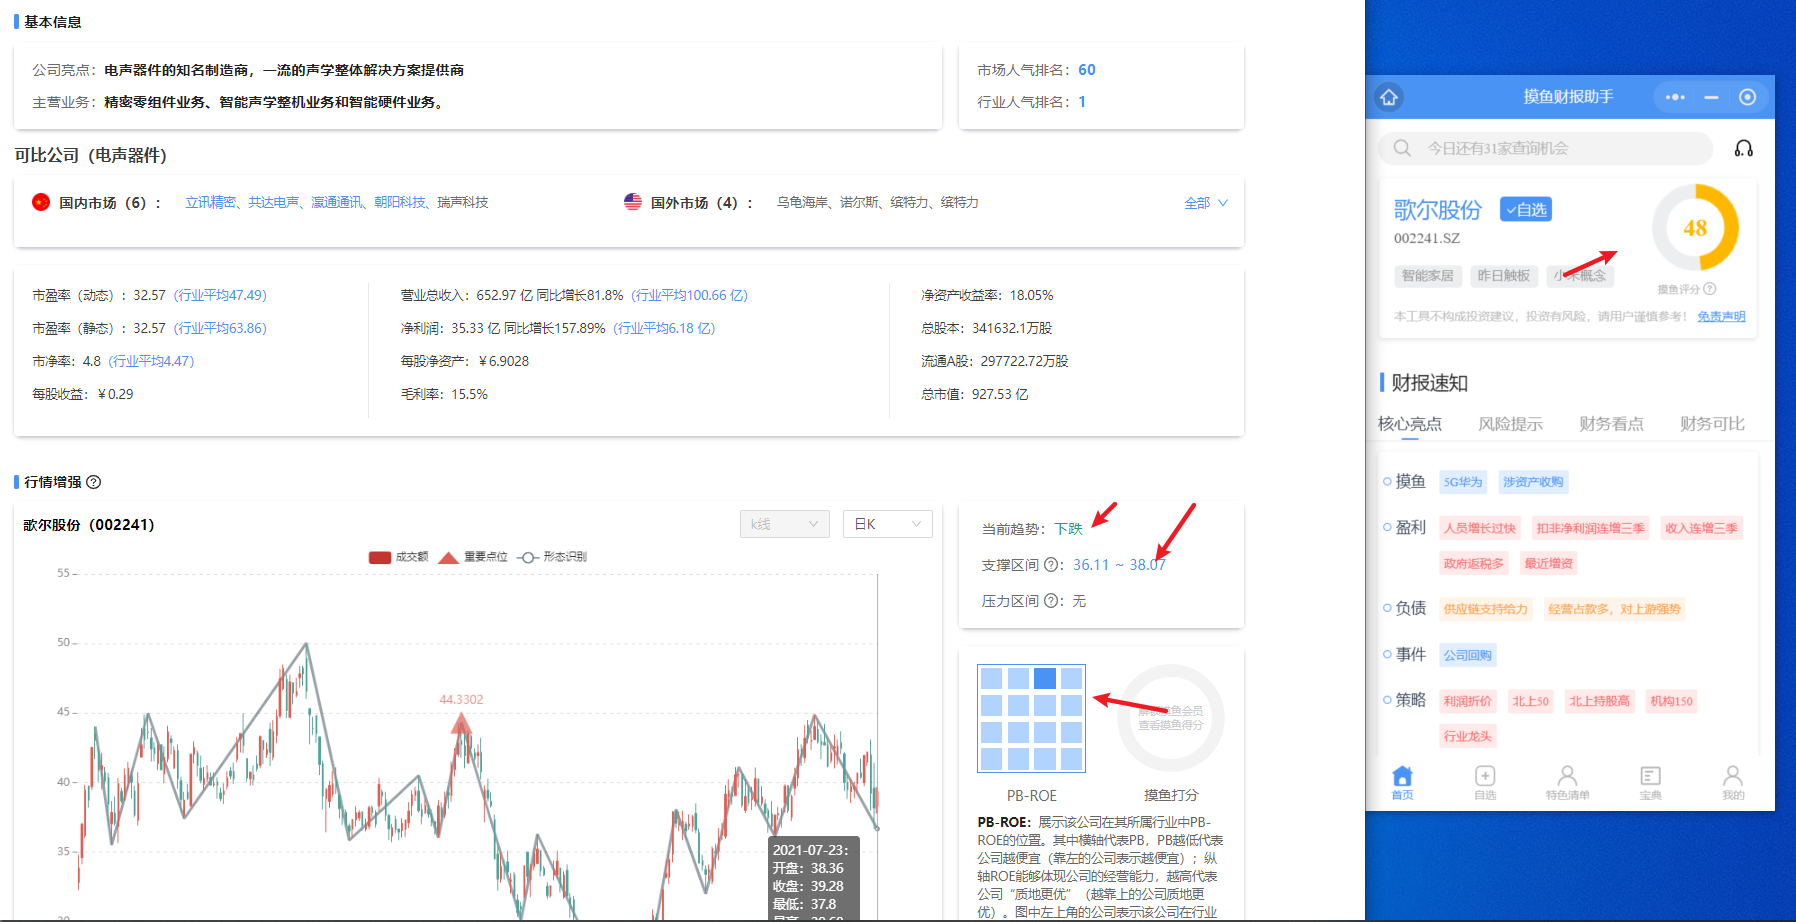 基本信息
公司亮点：电声器件的知名制造商，一流的声学整体解决方案提供商
主营业务：精密零组件业务、智能声学整机业务和智能硬件业务。
市场人气排名：60
行业人气排名：1
可比公司（电声器件）
国内市场（6）： 立讯精密、共达电声、瀛通通讯、朝阳科技、瑞声科技
国外市场（4）： 乌龟海岸、诺尔斯、缤特力、缤特力
全部
市盈率（动态）：32.57（行业平均47.49）
市盈率（静态）：32.57（行业平均63.86）
市净率：4.8（行业平均4.47）
每股收益：￥0.29
营业总收入：652.97 亿 同比增长81.8%（行业平均100.66 亿）
净利润：35.33 亿 同比增长157.89%（行业平均6.18 亿）
每股净资产：￥6.9028
毛利率：15.5%
净资产收益率：18.05%
总股本：341632.1万股
流通A股：297722.72万股
总市值：927.53 亿
行情增强
歌尔股份（002241）
k线
日K
成交额 重要点位 形态识别
55
50
45
40
35
44.3302
2021-07-23：
开盘：38.36
收盘：39.28
最低：37.8
当前趋势：下跌
支撑区间：36.11 ~ 38.07
压力区间：无
PB-ROE
摸鱼会员
查看摸鱼得分
摸鱼打分
PB-ROE：展示该公司在其所属行业中PB-
ROE的位置。其中横轴代表PB，PB越低代表
公司越便宜（靠左的公司表示越便宜）；纵
轴ROE能够体现公司的经营能力，越高代表
公司“质地更优”（越靠上的公司质地更
优）。图中左上角的公司表示该公司在行业
摸鱼财报助手
今日还有31家查询机会
歌尔股份 自选
002241.SZ
智能家居 昨日触板 小米概念
48
摸鱼评分
本工具不构成投资建议，投资有风险，请用户谨慎参考！ 免责声明
财报速知
核心亮点 风险提示 财务看点 财务可比
摸鱼 5G华为 涉资产收购
盈利 人员增长过快 扣非净利润连增三季 收入连增三季
政府返税多 最近增资
负债 供应链支持给力 经营占款多，对上游强势
事件 公司回购
策略 利润折价 北上50 北上持股高 机构150
行业龙头
首页 自选 特色清单 宝典 我的